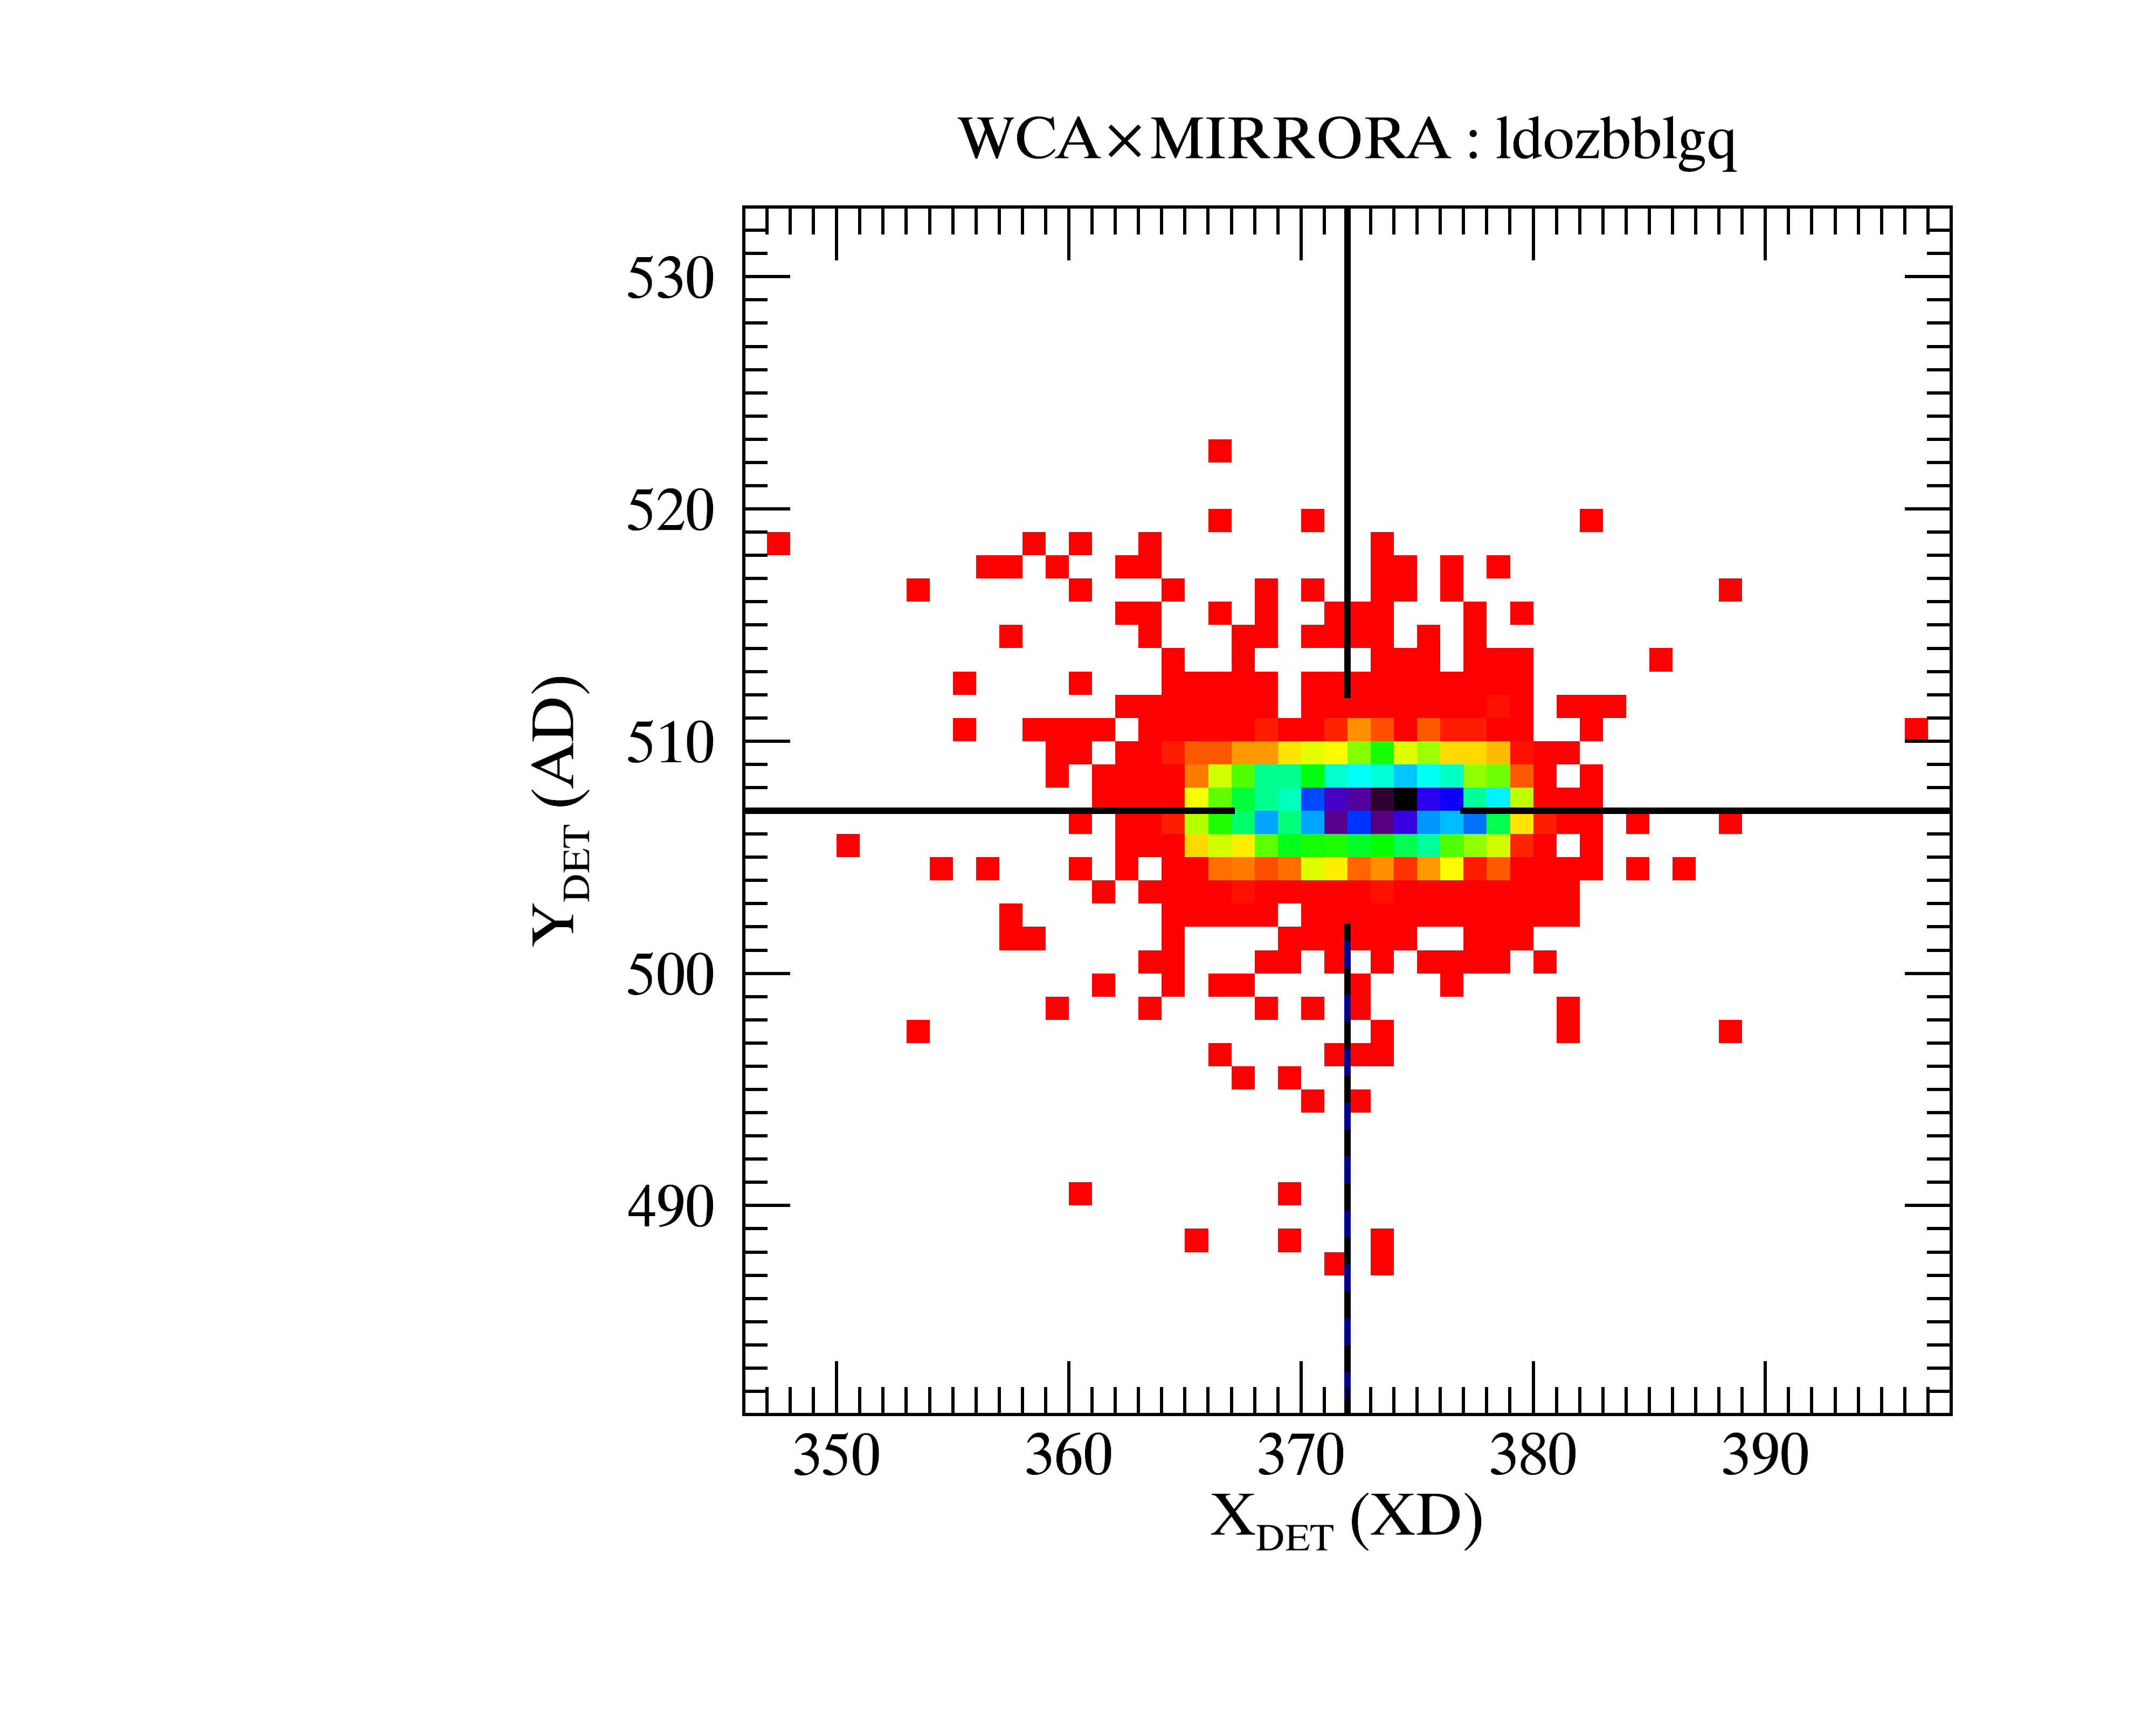 WCA×MIRRORA : ldozbblgq
530
520
510
500
490
Y_DET (AD)
350 360 370 380 390
X_DET (XD)